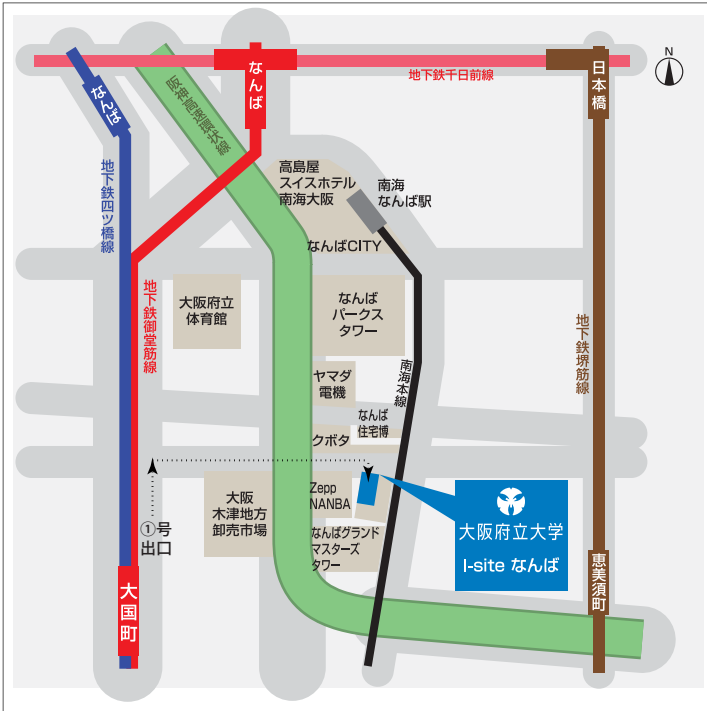 N
なんば
なんば
日本橋
地下鉄千日前線
阪神高速環状線
高島屋
スイスホテル
南海大阪
南海
なんば駅
地下鉄四ツ橋線
なんばCITY
大阪府立
体育館
地下鉄御堂筋線
なんば
パークス
タワー
地下鉄堺筋線
南海本線
ヤマダ
電機
なんば
住宅博
クボタ
①号
出口
大阪
木津地方
卸売市場
Zepp
NANBA
なんばグランド
マスターズ
タワー
大阪府立大学
I-site なんば
大国町
恵美須町